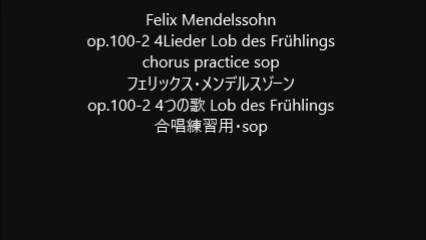 Felix Mendelssohn
op.100-2 4Lieder Lob des Frühlings
chorus practice sop
フェリックス・メンデルスゾーン
op.100-2 4つの歌 Lob des Frühlings
合唱練習用・sop